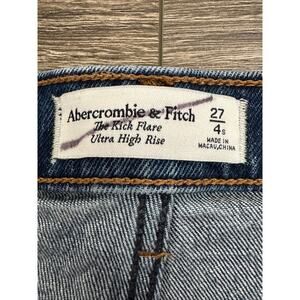 Abercrombie & Fitch
The Kick Flare
Ultra High Rise
27
4s
MADE IN
MACAU,CHINA